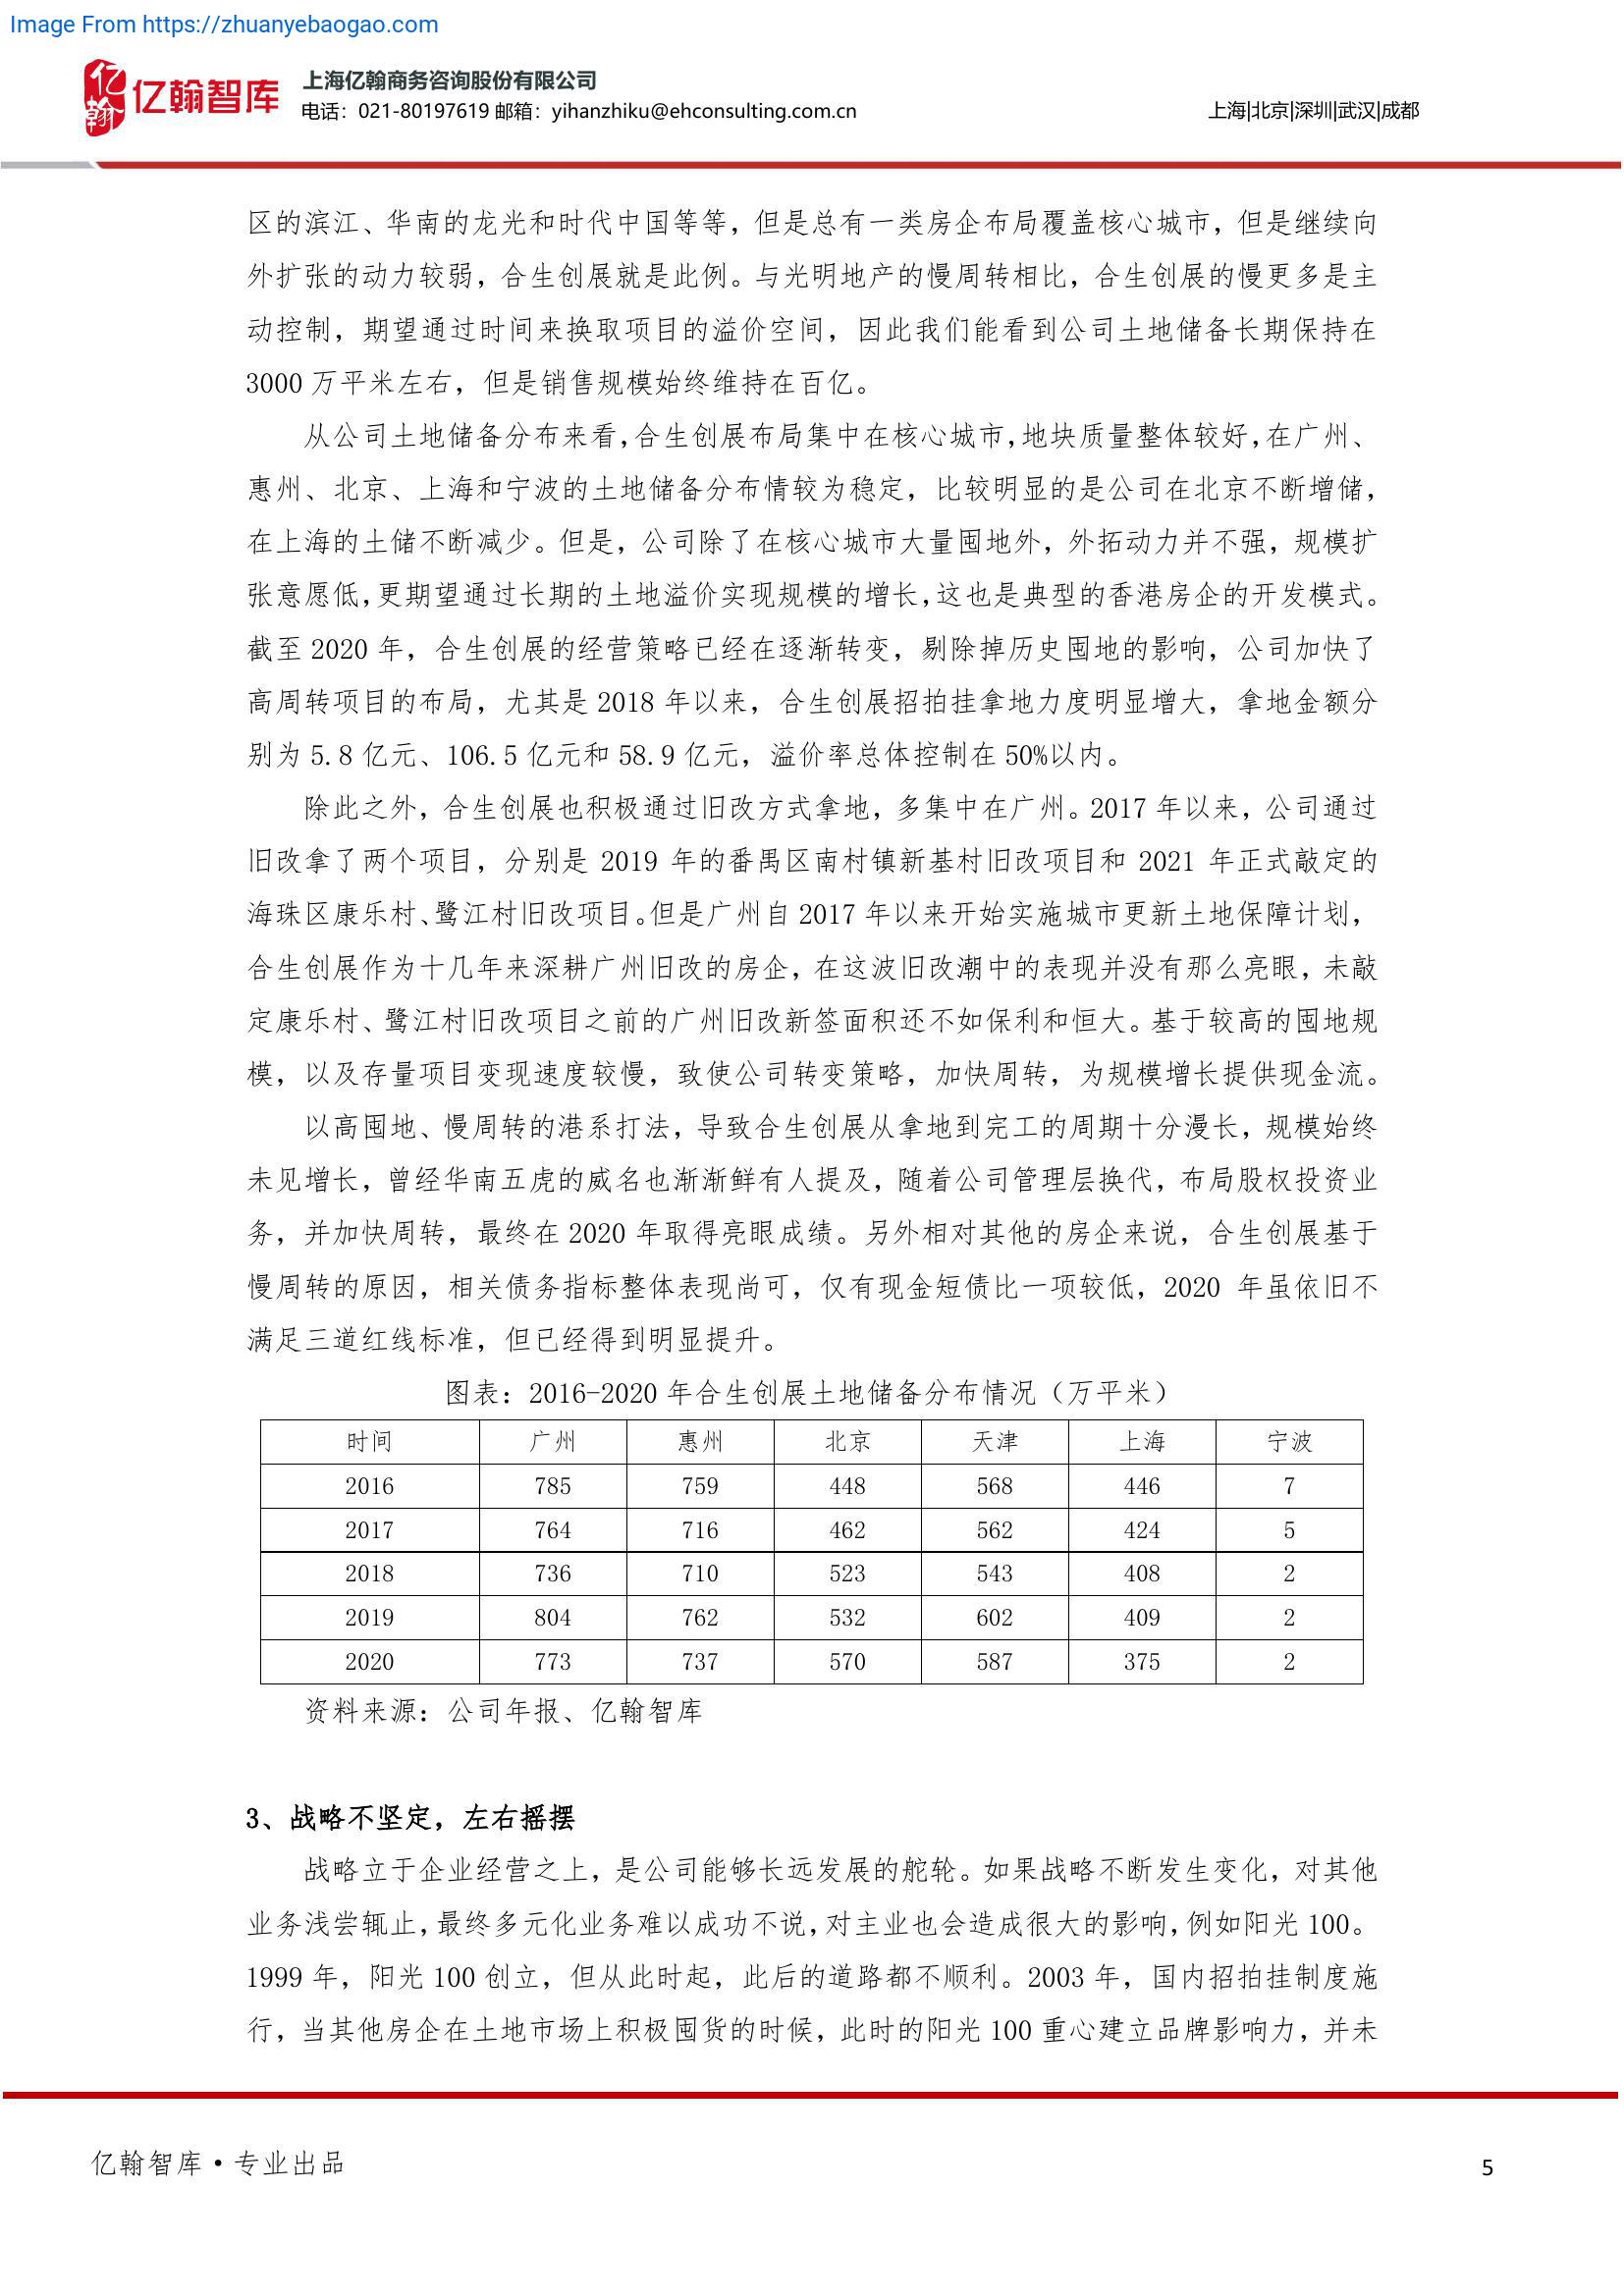 Image From https://zhuanyebaogao.com
亿翰
亿翰智库
上海亿翰商务咨询股份有限公司
电话：021-80197619 邮箱：yihanzhiku@ehconsulting.com.cn
上海|北京|深圳|武汉|成都
区的滨江、华南的龙光和时代中国等等，但是总有一类房企布局覆盖核心城市，但是继续向
外扩张的动力较弱，合生创展就是此例。与光明地产的慢周转相比，合生创展的慢更多是主
动控制，期望通过时间来换取项目的溢价空间，因此我们能看到公司土地储备长期保持在
3000 万平米左右，但是销售规模始终维持在百亿。
从公司土地储备分布来看，合生创展布局集中在核心城市，地块质量整体较好，在广州、
惠州、北京、上海和宁波的土地储备分布情较为稳定，比较明显的是公司在北京不断增储，
在上海的土储不断减少。但是，公司除了在核心城市大量囤地外，外拓动力并不强，规模扩
张意愿低，更期望通过长期的土地溢价实现规模的增长，这也是典型的香港房企的开发模式。
截至 2020 年，合生创展的经营策略已经在逐渐转变，剔除掉历史囤地的影响，公司加快了
高周转项目的布局，尤其是 2018 年以来，合生创展招拍挂拿地力度明显增大，拿地金额分
别为 5.8 亿元、106.5 亿元和 58.9 亿元，溢价率总体控制在 50%以内。
除此之外，合生创展也积极通过旧改方式拿地，多集中在广州。2017 年以来，公司通过
旧改拿了两个项目，分别是 2019 年的番禺区南村镇新基村旧改项目和 2021 年正式敲定的
海珠区康乐村、鹭江村旧改项目。但是广州自 2017 年以来开始实施城市更新土地保障计划，
合生创展作为十几年来深耕广州旧改的房企，在这波旧改潮中的表现并没有那么亮眼，未敲
定康乐村、鹭江村旧改项目之前的广州旧改新签面积还不如保利和恒大。基于较高的囤地规
模，以及存量项目变现速度较慢，致使公司转变策略，加快周转，为规模增长提供现金流。
以高囤地、慢周转的港系打法，导致合生创展从拿地到完工的周期十分漫长，规模始终
未见增长，曾经华南五虎的威名也渐渐鲜有人提及，随着公司管理层换代，布局股权投资业
务，并加快周转，最终在 2020 年取得亮眼成绩。另外相对其他的房企来说，合生创展基于
慢周转的原因，相关债务指标整体表现尚可，仅有现金短债比一项较低，2020 年虽依旧不
满足三道红线标准，但已经得到明显提升。
图表：2016-2020 年合生创展土地储备分布情况（万平米）
时间 广州 惠州 北京 天津 上海 宁波
2016 785 759 448 568 446 7
2017 764 716 462 562 424 5
2018 736 710 523 543 408 2
2019 804 762 532 602 409 2
2020 773 737 570 587 375 2
资料来源：公司年报、亿翰智库
3、战略不坚定，左右摇摆
战略立于企业经营之上，是公司能够长远发展的舵轮。如果战略不断发生变化，对其他
业务浅尝辄止，最终多元化业务难以成功不说，对主业也会造成很大的影响，例如阳光 100。
1999 年，阳光 100 创立，但从此时起，此后的道路都不顺利。2003 年，国内招拍挂制度施
行，当其他房企在土地市场上积极囤货的时候，此时的阳光 100 重心建立品牌影响力，并未
亿翰智库·专业出品
5